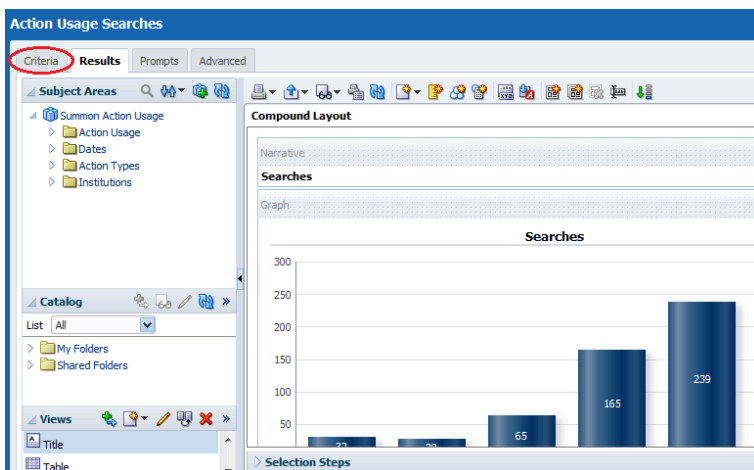 Action Usage Searches
Criteria Results Prompts Advanced
Subject Areas
Summon Action Usage
Action Usage
Dates
Action Types
Institutions
Catalog
List All
My Folders
Shared Folders
Views
Title
Table
Compound Layout
Narrative
Searches
Graph
Searches
300
250
200
150
100
50
65
165
239
Selection Steps